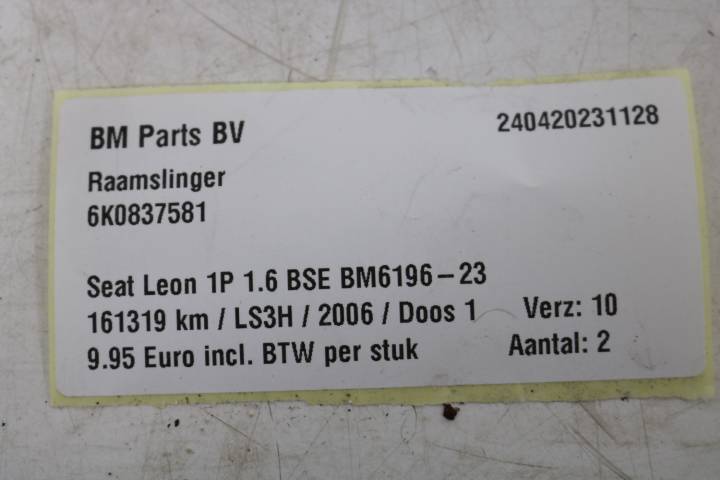 BM Parts BV 240420231128
Raamslinger
6K0837581
Seat Leon 1P 1.6 BSE BM6196-23
161319 km / LS3H / 2006 / Doos 1 Verz: 10
9.95 Euro incl. BTW per stuk Aantal: 2